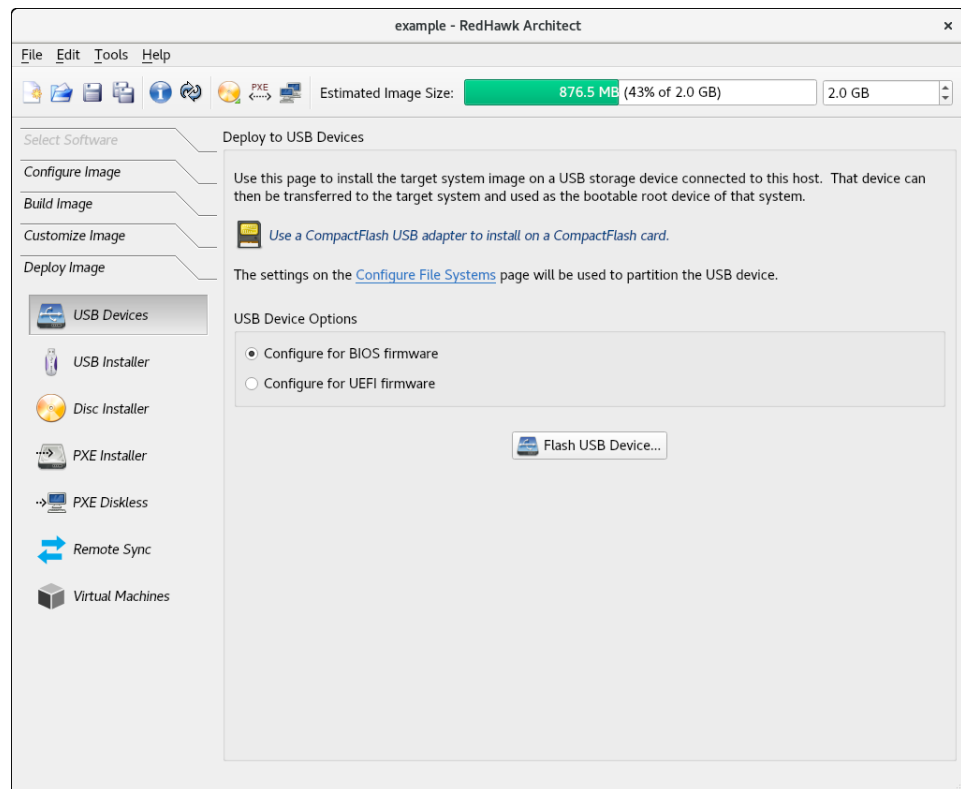 example - RedHawk Architect
×
File Edit Tools Help
PXE
Estimated Image Size:
876.5 MB (43% of 2.0 GB)
2.0 GB
Select Software
Configure Image
Build Image
Customize Image
Deploy Image
USB Devices
USB Installer
Disc Installer
PXE Installer
PXE Diskless
Remote Sync
Virtual Machines
Deploy to USB Devices
Use this page to install the target system image on a USB storage device connected to this host. That device can
then be transferred to the target system and used as the bootable root device of that system.
Use a CompactFlash USB adapter to install on a CompactFlash card.
The settings on the Configure File Systems page will be used to partition the USB device.
USB Device Options
Configure for BIOS firmware
Configure for UEFI firmware
Flash USB Device...